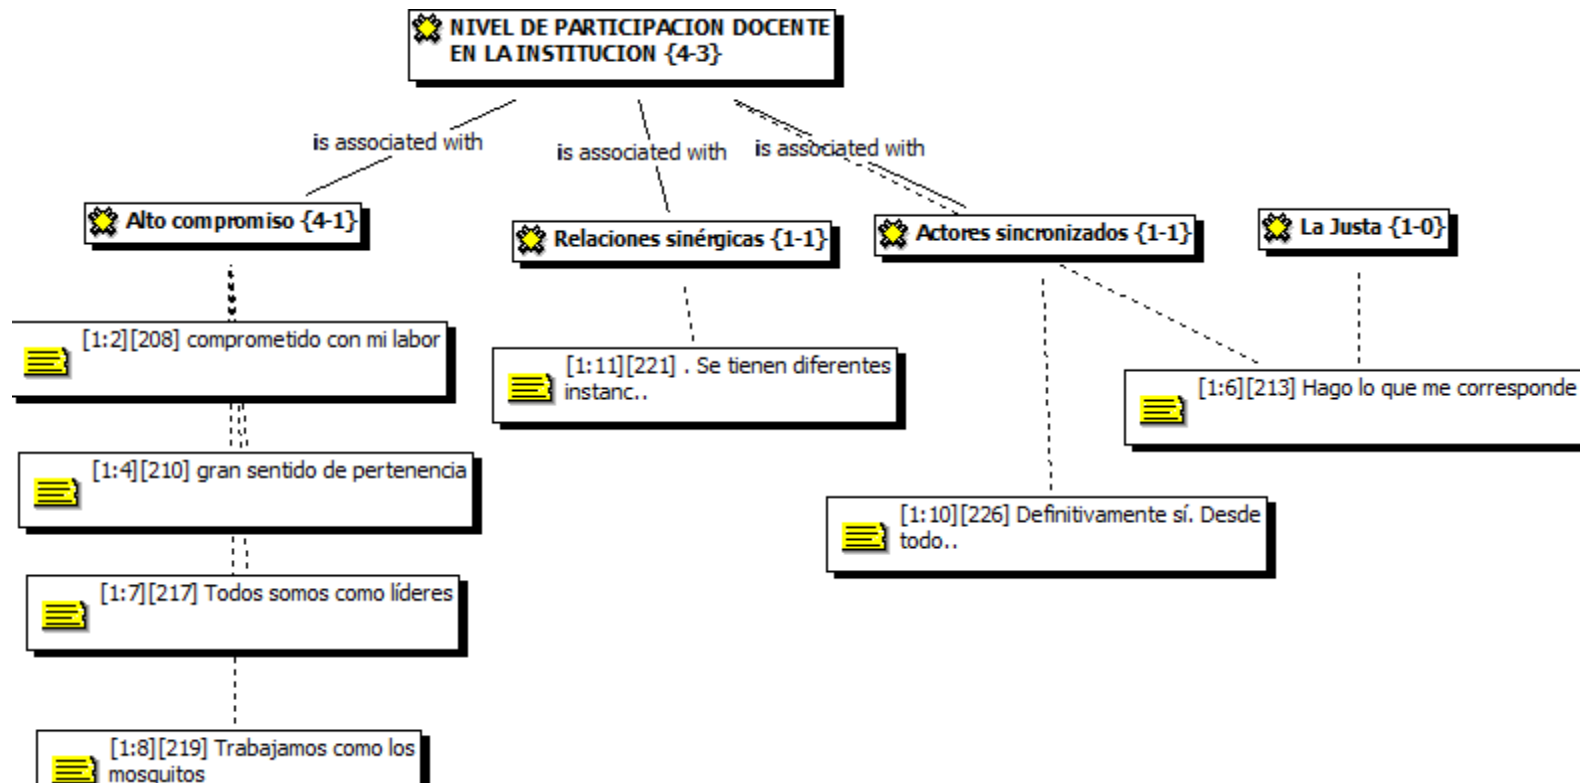 NIVEL DE PARTICIPACION DOCENTE
EN LA INSTITUCION {4-3}
is associated with
is associated with
is associated with
Alto compromiso {4-1}
Relaciones sinérgicas {1-1}
Actores sincronizados {1-1}
La Justa {1-0}
[1:2][208] comprometido con mi labor
[1:11][221] . Se tienen diferentes
instanc..
[1:6][213] Hago lo que me corresponde
[1:4][210] gran sentido de pertenencia
[1:10][226] Definitivamente sí. Desde
todo..
[1:7][217] Todos somos como líderes
[1:8][219] Trabajamos como los
mosquitos